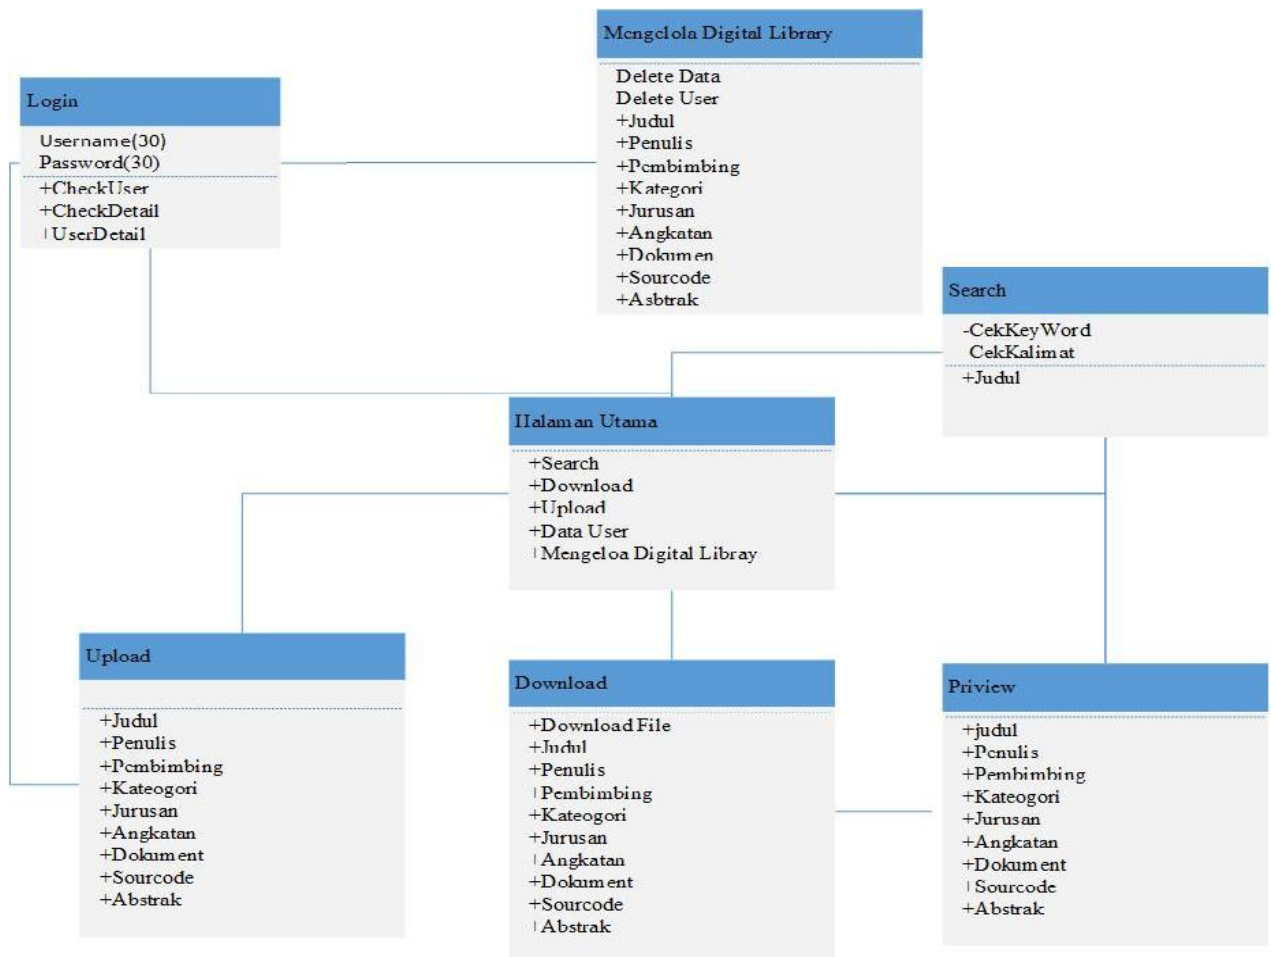 Mengelola Digital Library
Delete Data
Delete User
+Judul
+Penulis
+Pembimbing
+Kategori
+Jurusan
+Angkatan
+Dokumen
+Sourcode
+Asbtrak
Login
Username(30)
Password(30)
+CheckUser
+CheckDetail
+UserDetail
Search
-CekKeyWord
CekKalimat
+Judul
Halaman Utama
+Search
+Download
+Upload
+Data User
+Mengeloa Digital Libray
Upload
+Judul
+Penulis
+Pembimbing
+Kateogori
+Jurusan
+Angkatan
+Dokument
+Sourcode
+Abstrak
Download
+Download File
+Judul
+Penulis
+Pembimbing
+Kateogori
+Jurusan
+Angkatan
+Dokument
+Sourcode
+Abstrak
Priview
+judul
+Penulis
+Pembimbing
+Kateogori
+Jurusan
+Angkatan
+Dokument
+Sourcode
+Abstrak